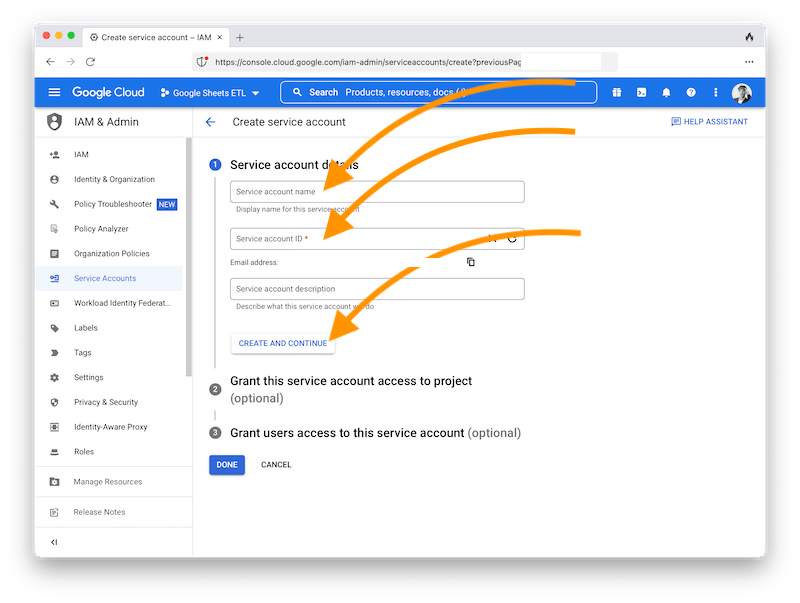 Create service account – IAM × +
https://console.cloud.google.com/iam-admin/serviceaccounts/create?previousPag
Google Cloud Google Sheets ETL Search Products, resources, docs (/)
IAM & Admin
Create service account
HELP ASSISTANT
IAM
Identity & Organization
Policy Troubleshooter NEW
Policy Analyzer
Organization Policies
Service Accounts
Workload Identity Federat...
Labels
Tags
Settings
Privacy & Security
Identity-Aware Proxy
Roles
Manage Resources
Release Notes
1 Service account details
Service account name
Display name for this service account
Service account ID *
Email address:
Service account description
Describe what this service account will do
CREATE AND CONTINUE
2 Grant this service account access to project
(optional)
3 Grant users access to this service account (optional)
DONE CANCEL